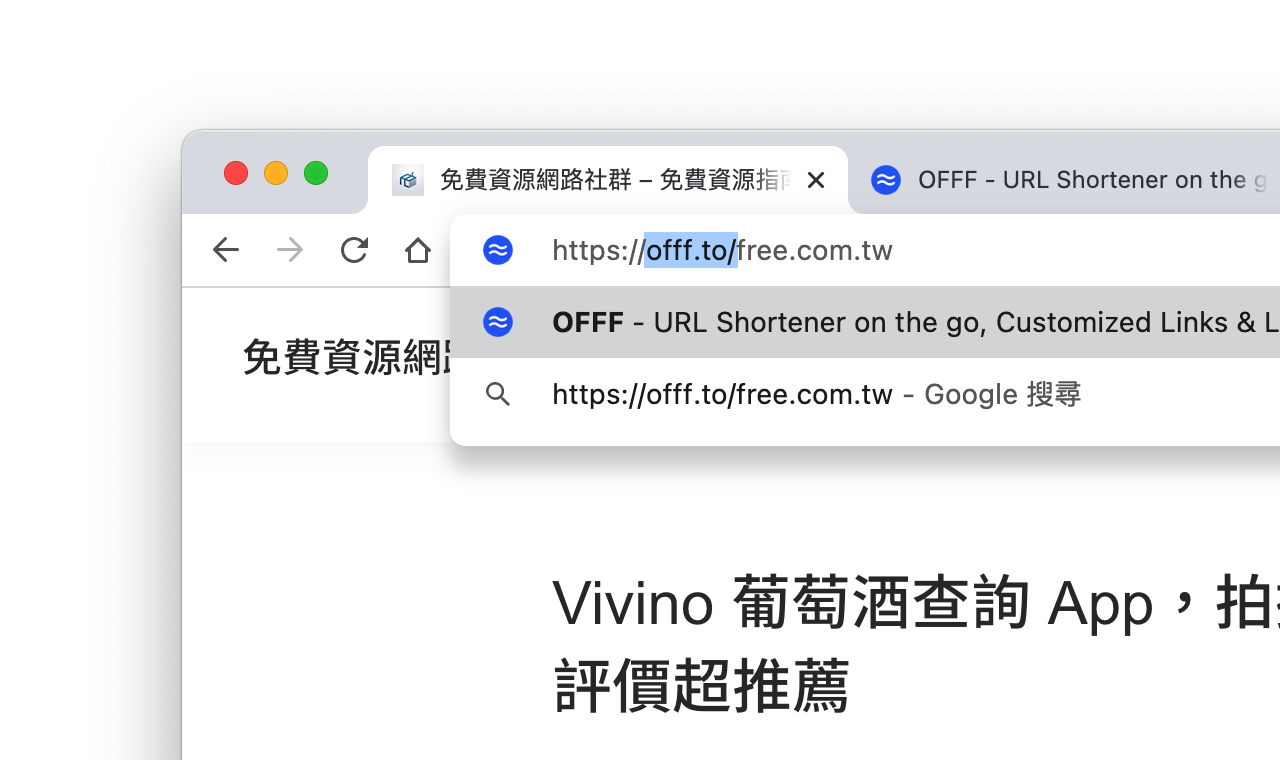 免費資源網路社群 – 免費資源指
OFFF - URL Shortener on the g
https://offf.to/free.com.tw
OFFF - URL Shortener on the go, Customized Links & L
https://offf.to/free.com.tw - Google 搜尋
免費資源網
Vivino 葡萄酒查詢 App，拍
評價超推薦